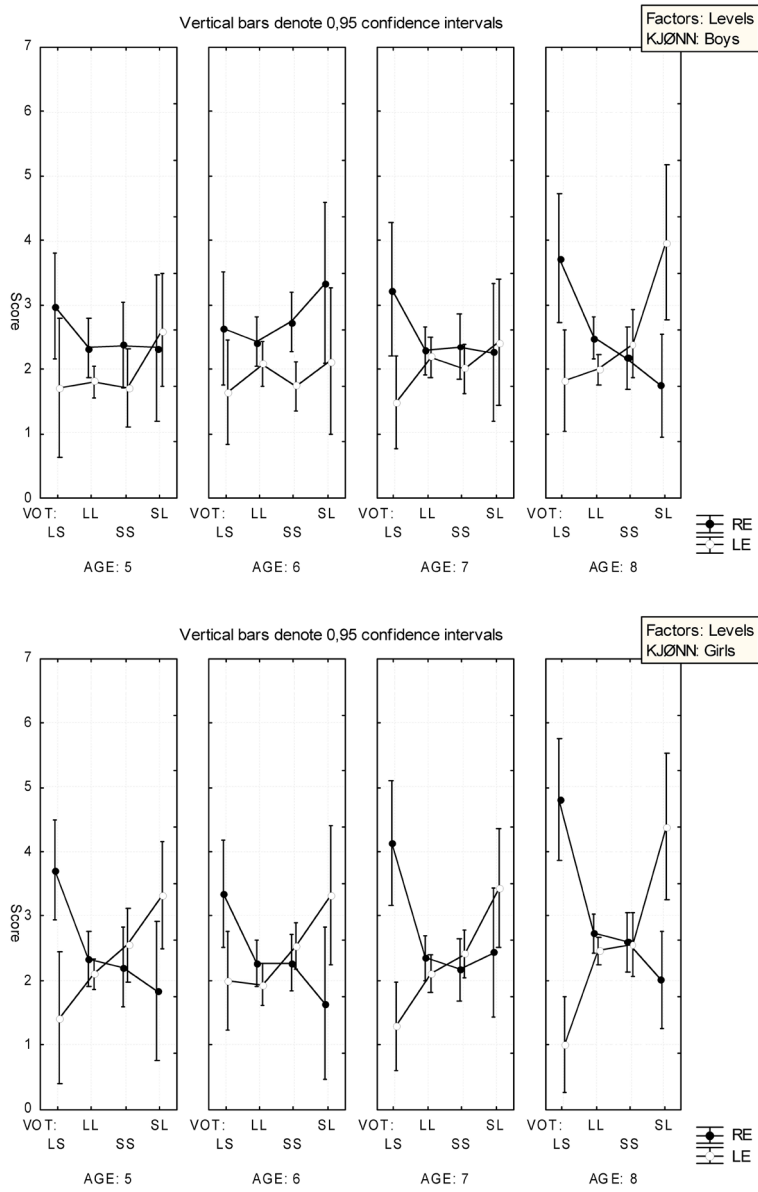 Vertical bars denote 0,95 confidence intervals
Factors: Levels
KJØNN: Boys
7
6
5
4
3
2
1
0
Score
VOT: LL SL VOT: LL SL VOT: LL SL VOT: LL SL
LS SS LS SS LS SS LS SS
AGE: 5 AGE: 6 AGE: 7 AGE: 8
RE
LE
Vertical bars denote 0,95 confidence intervals
Factors: Levels
KJØNN: Girls
7
6
5
4
3
2
1
0
Score
VOT: LL SL VOT: LL SL VOT: LL SL VOT: LL SL
LS SS LS SS LS SS LS SS
AGE: 5 AGE: 6 AGE: 7 AGE: 8
RE
LE